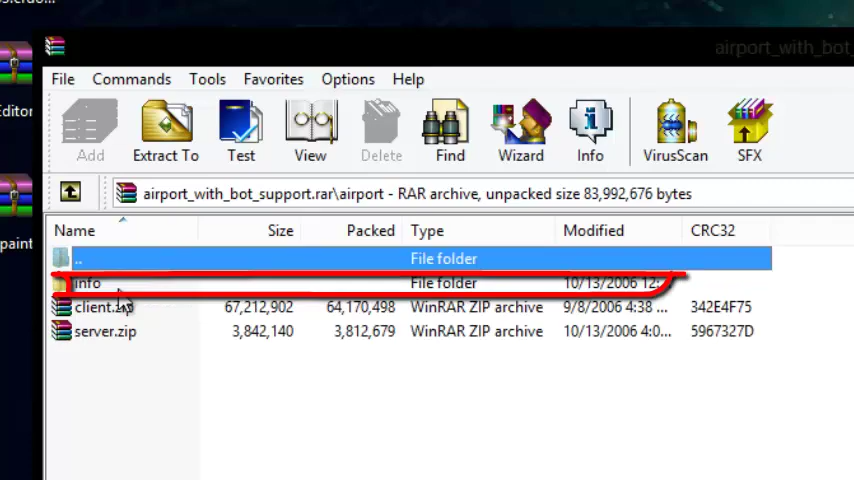 airport_with_bot_
File Commands Tools Favorites Options Help
Editor
Add Extract To Test View Delete Find Wizard Info VirusScan SFX
airport_with_bot_support.rar\airport - RAR archive, unpacked size 83,992,676 bytes
paint
Name Size Packed Type Modified CRC32
.. File folder
info File folder 10/13/2006 12:
client.zip 67,212,902 64,170,498 WinRAR ZIP archive 9/8/2006 4:38 ... 342E4F75
server.zip 3,842,140 3,812,679 WinRAR ZIP archive 10/13/2006 4:0... 5967327D